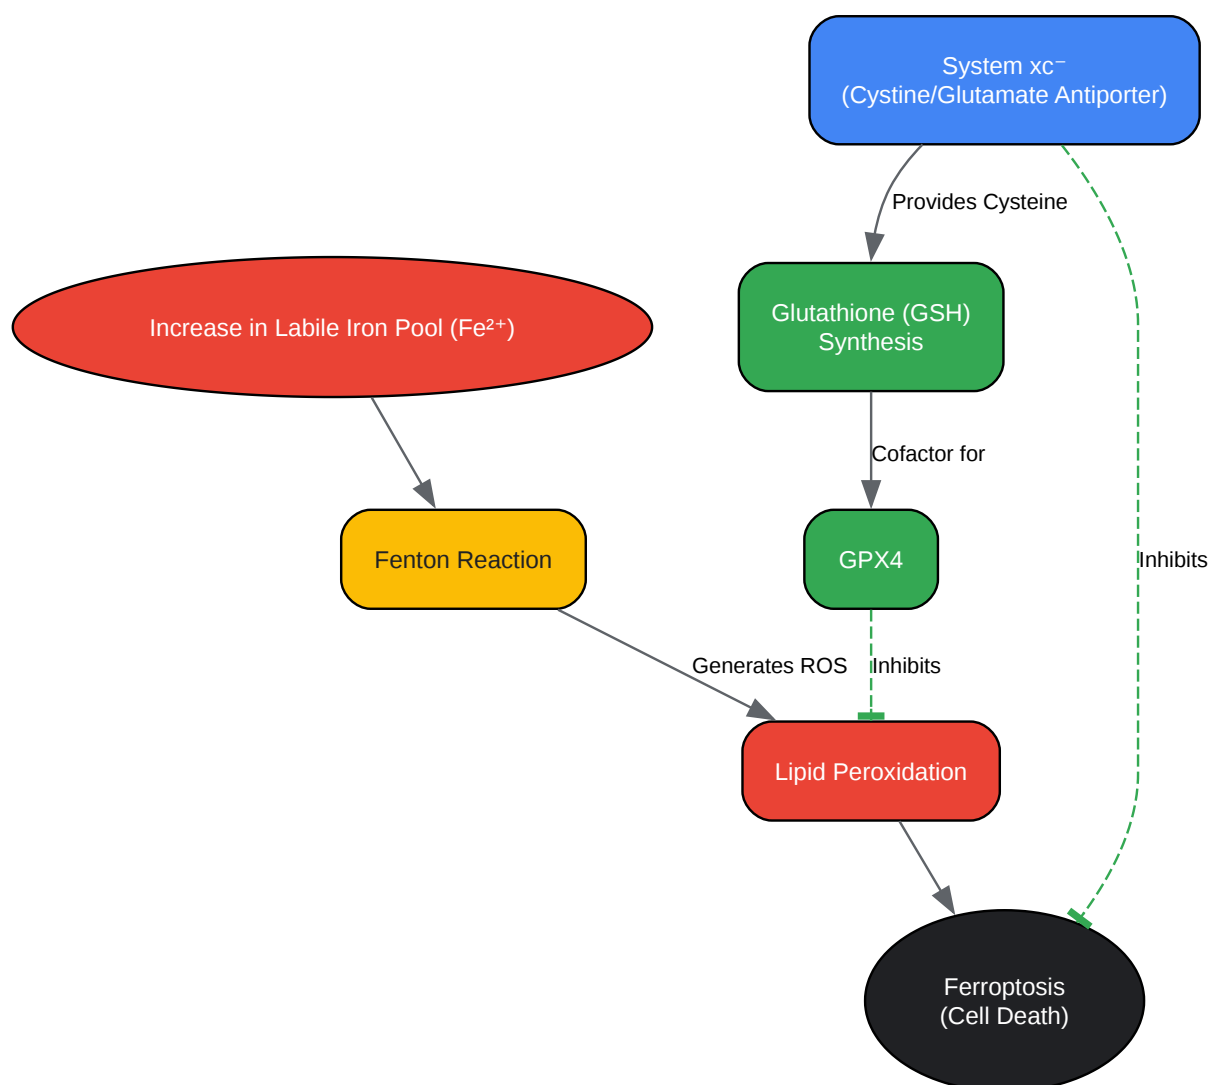 System xc⁻
(Cystine/Glutamate Antiporter)
Provides Cysteine
Increase in Labile Iron Pool (Fe²⁺)
Glutathione (GSH)
Synthesis
Cofactor for
Fenton Reaction
GPX4
Inhibits
Generates ROS
Inhibits
Lipid Peroxidation
Ferroptosis
(Cell Death)